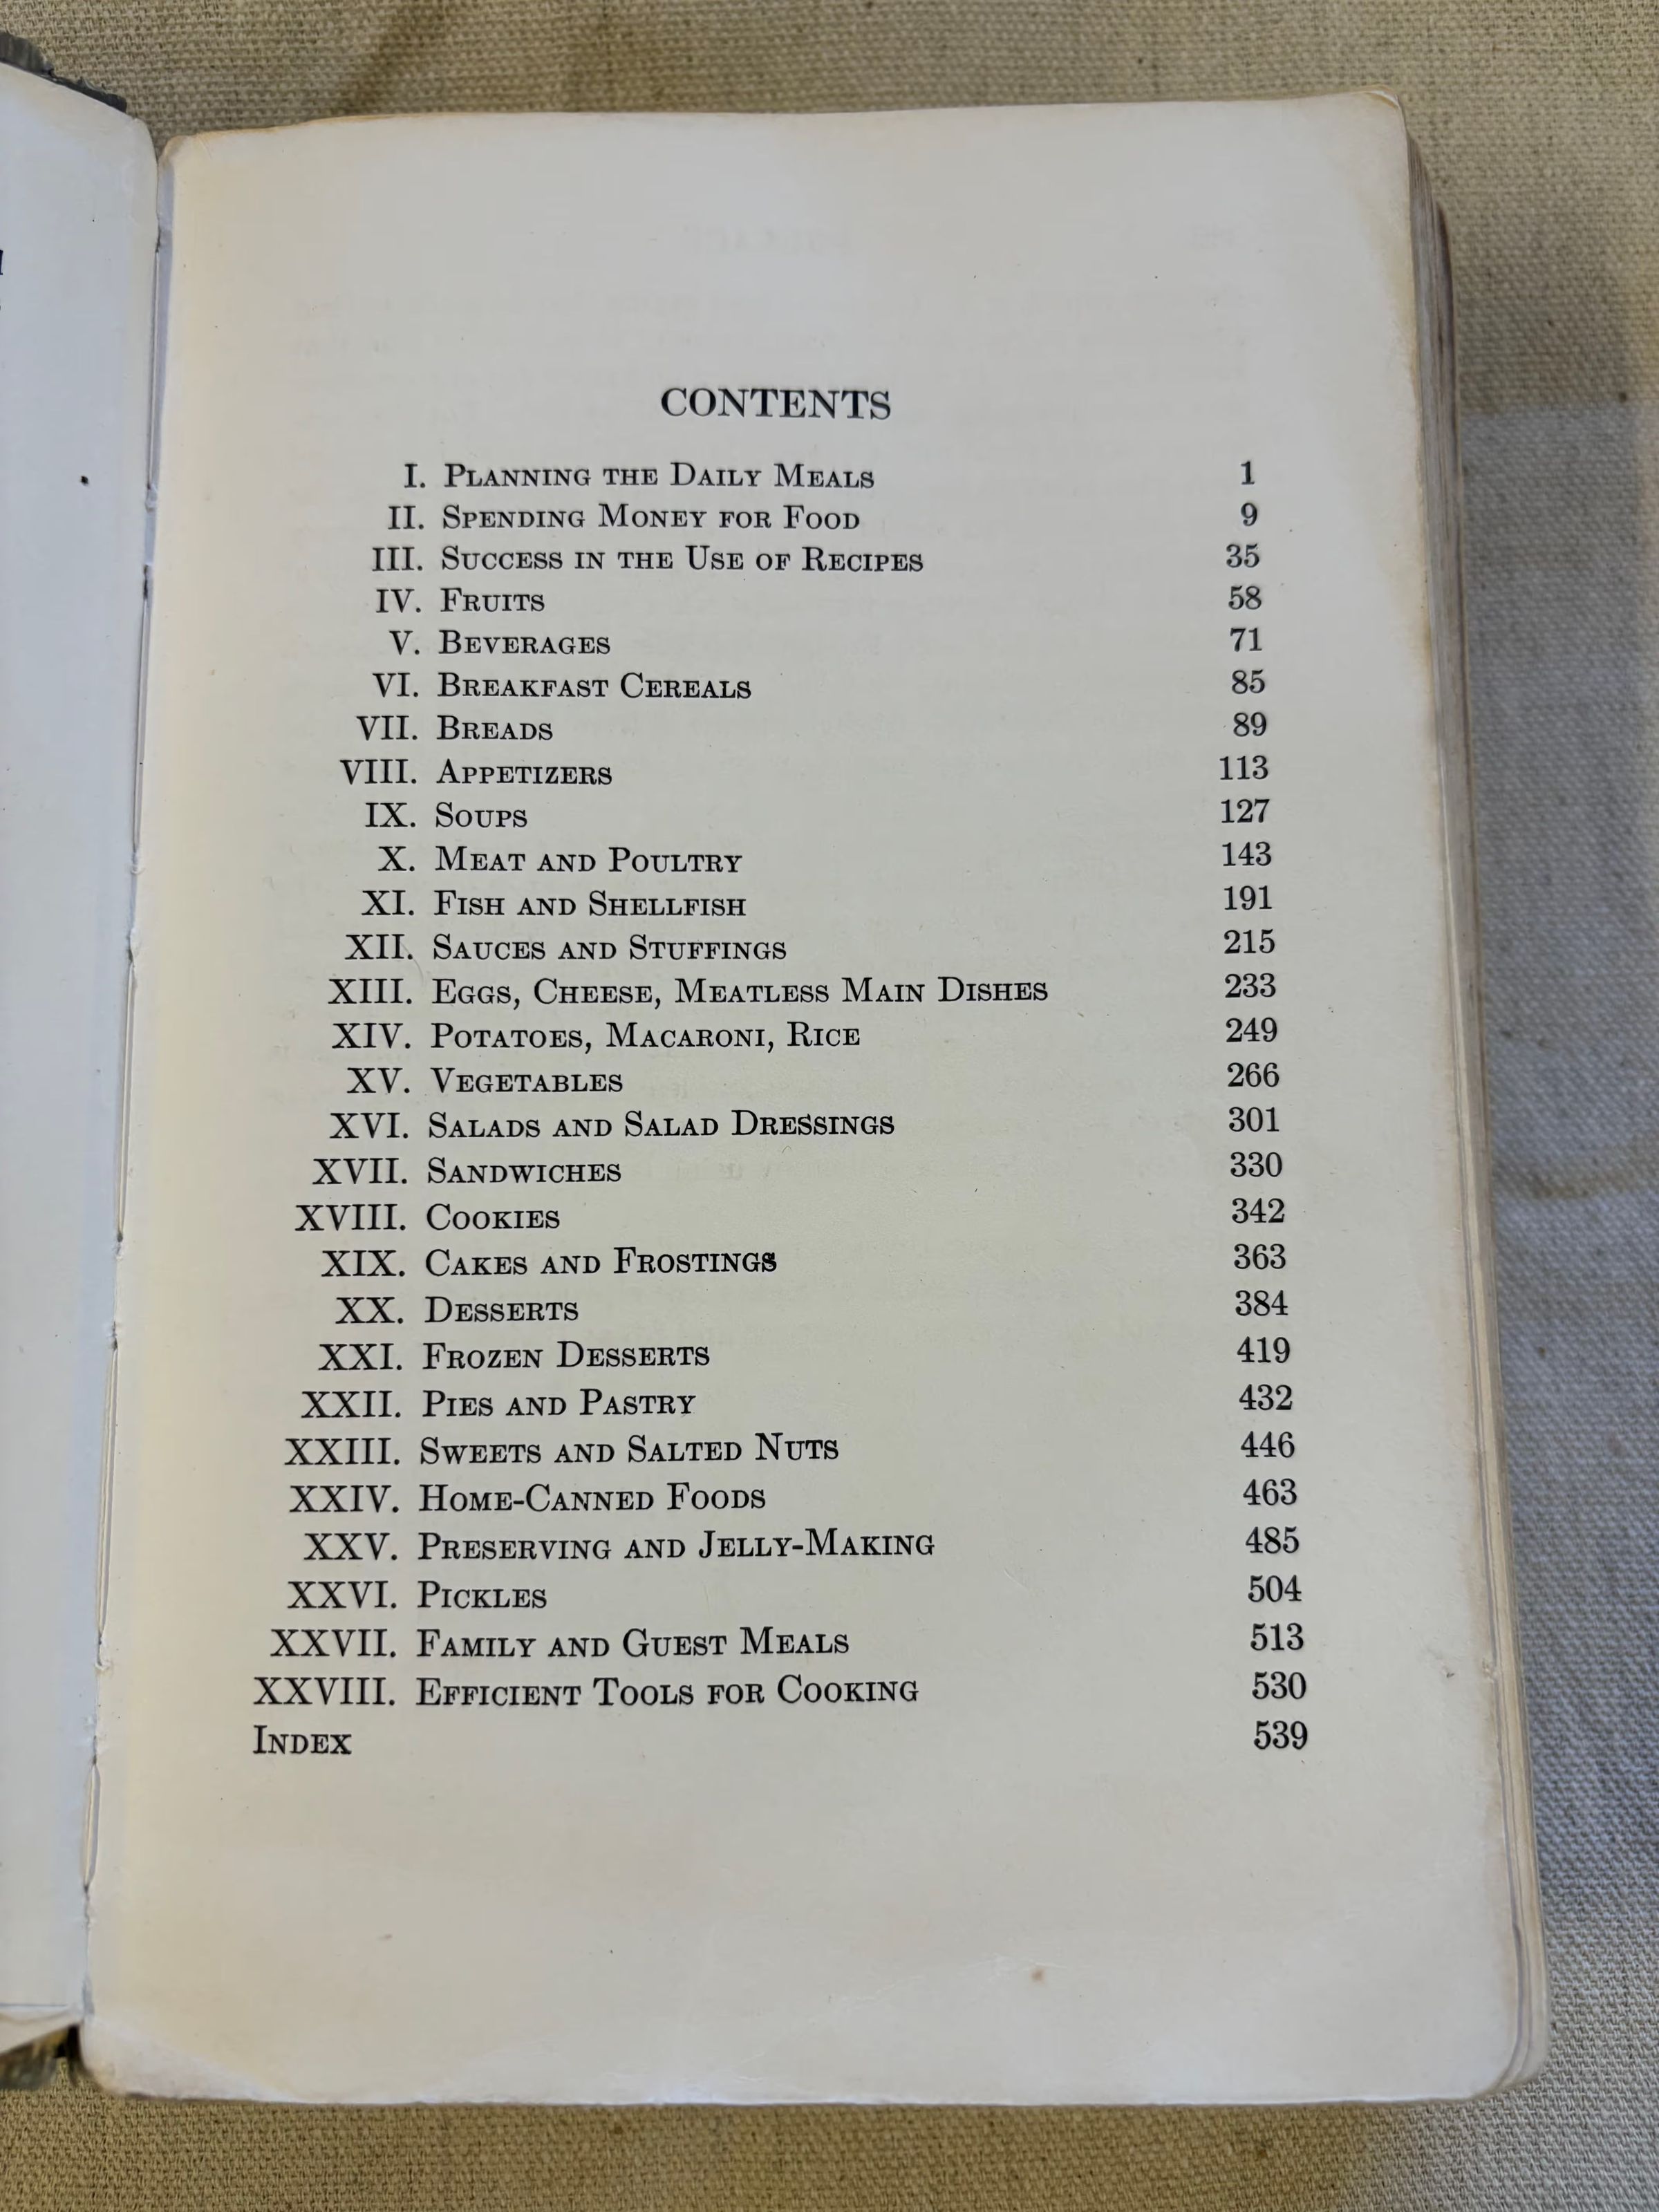 CONTENTS
I. PLANNING THE DAILY MEALS 1
II. SPENDING MONEY FOR FOOD 9
III. SUCCESS IN THE USE OF RECIPES 35
IV. FRUITS 58
V. BEVERAGES 71
VI. BREAKFAST CEREALS 85
VII. BREADS 89
VIII. APPETIZERS 113
IX. SOUPS 127
X. MEAT AND POULTRY 143
XI. FISH AND SHELLFISH 191
XII. SAUCES AND STUFFINGS 215
XIII. EGGS, CHEESE, MEATLESS MAIN DISHES 233
XIV. POTATOES, MACARONI, RICE 249
XV. VEGETABLES 266
XVI. SALADS AND SALAD DRESSINGS 301
XVII. SANDWICHES 330
XVIII. COOKIES 342
XIX. CAKES AND FROSTINGS 363
XX. DESSERTS 384
XXI. FROZEN DESSERTS 419
XXII. PIES AND PASTRY 432
XXIII. SWEETS AND SALTED NUTS 446
XXIV. HOME-CANNED FOODS 463
XXV. PRESERVING AND JELLY-MAKING 485
XXVI. PICKLES 504
XXVII. FAMILY AND GUEST MEALS 513
XXVIII. EFFICIENT TOOLS FOR COOKING 530
INDEX 539